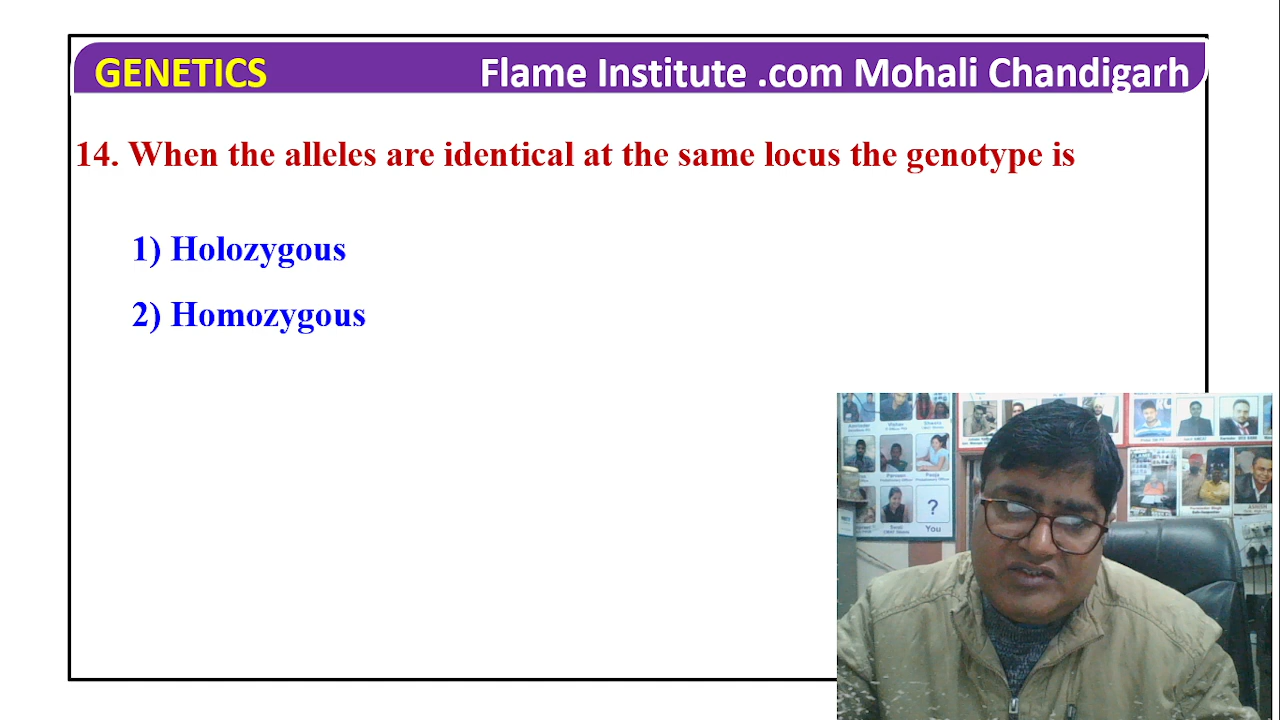 GENETICS
Flame Institute .com Mohali Chandigarh
14. When the alleles are identical at the same locus the genotype is
1) Holozygous
2) Homozygous
?
You